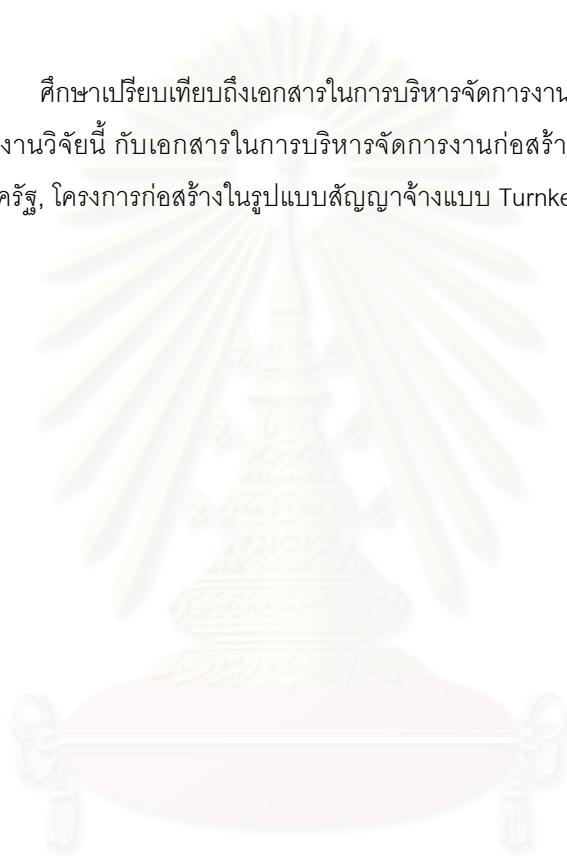 ศึกษาเปรียบเทียบถึงเอกสารในการบริหารจัดการงาน
งานวิจัยนี้ กับเอกสารในการบริหารจัดการงานก่อสร้า
ครัฐ, โครงการก่อสร้างในรูปแบบสัญญาจ้างแบบ Turnke